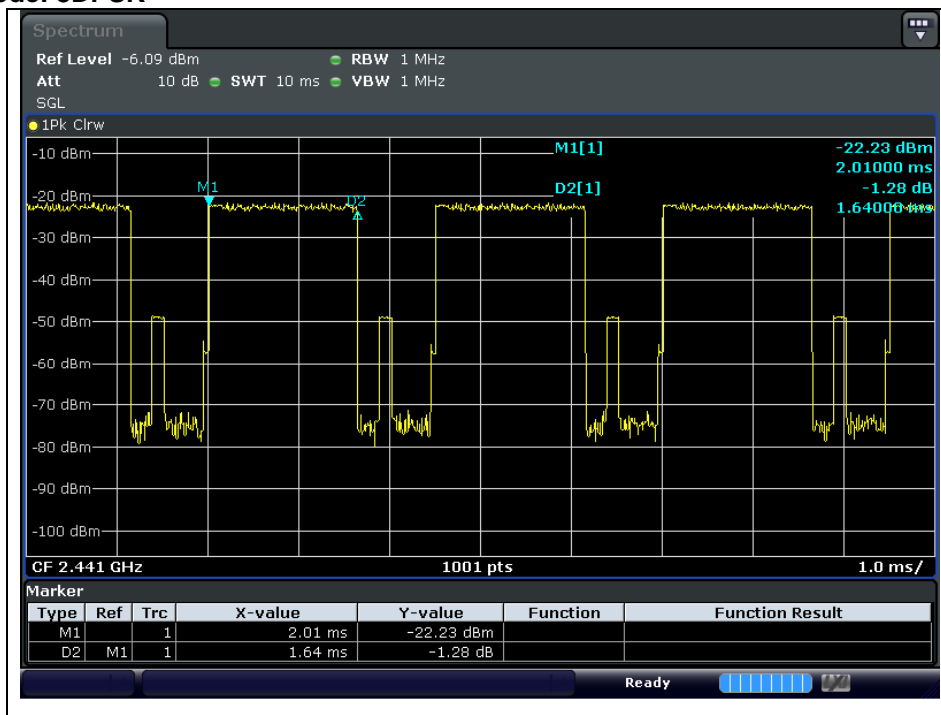 Spectrum
Ref Level -6.09 dBm RBW 1 MHz
Att 10 dB SWT 10 ms VBW 1 MHz
SGL
1Pk Clrw
M1[1] -22.23 dBm
2.01000 ms
D2[1] -1.28 dB
1.64000 ms
-10 dBm
-20 dBm
-30 dBm
-40 dBm
-50 dBm
-60 dBm
-70 dBm
-80 dBm
-90 dBm
-100 dBm
M1
D2
CF 2.441 GHz 1001 pts 1.0 ms/
Marker
Type Ref Trc X-value Y-value Function Function Result
M1 1 2.01 ms -22.23 dBm
D2 M1 1 1.64 ms -1.28 dB
Ready